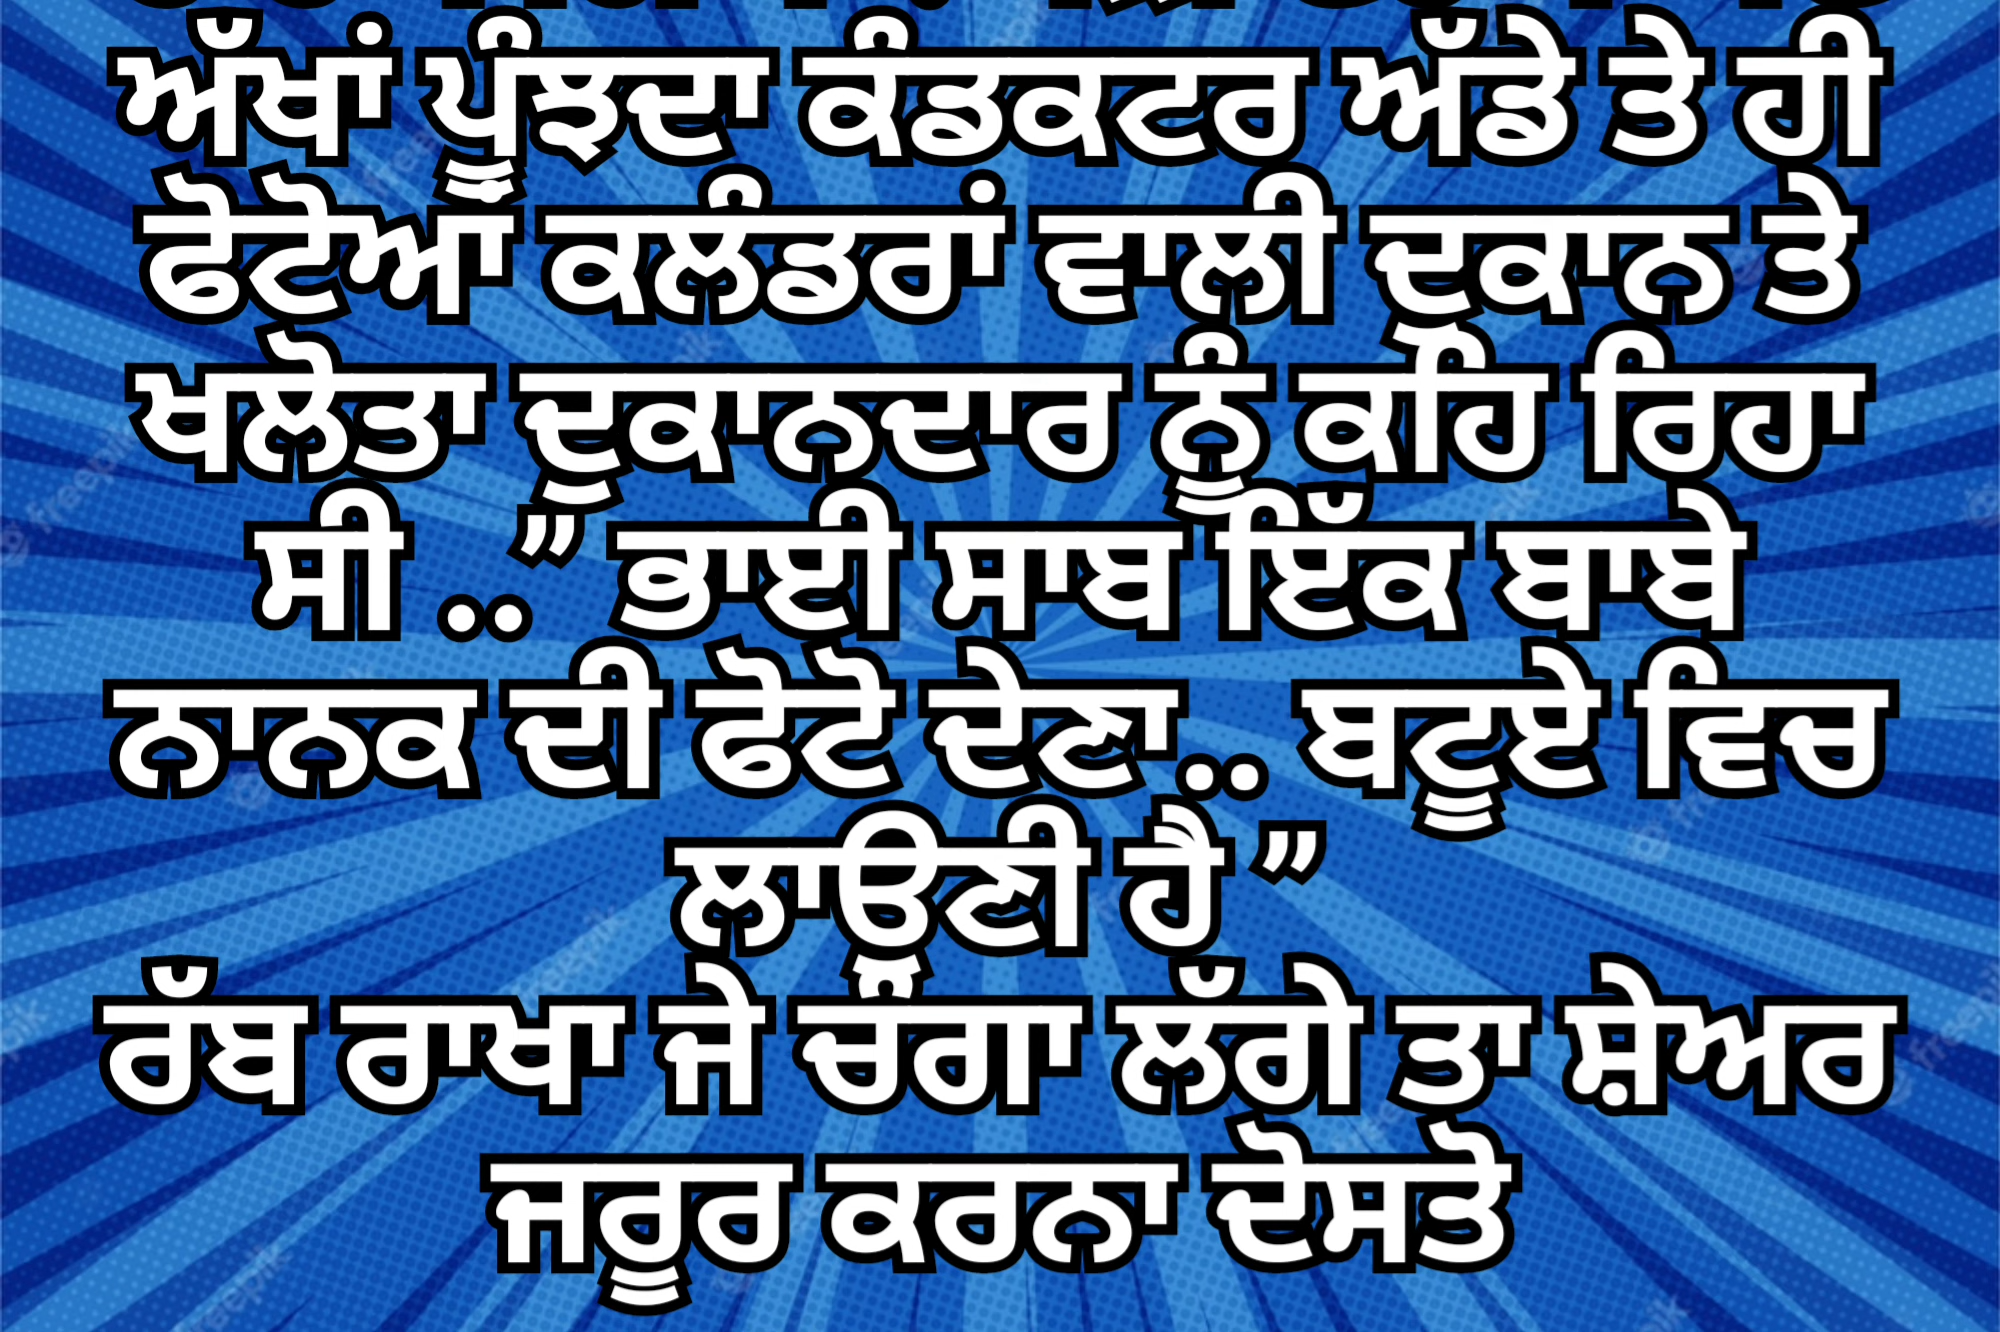 ਅੱਖਾਂ ਪੂੰਝਦਾ ਕੰਡਕਟਰ ਅੱਡੇ ਤੇ ਹੀ
ਫੋਟੋਆਂ ਕਲੰਡਰਾਂ ਵਾਲੀ ਦੁਕਾਨ ਤੇ
ਖਲੋਤਾ ਦੂਕਾਨਦਾਰ ਨੂੰ ਕਹਿ ਰਿਹਾ
ਸੀ ..” ਭਾਈ ਸਾਬ ਇੱਕ ਬਾਬੇ
ਨਾਨਕ ਦੀ ਫੋਟੋ ਦੇਣਾ.. ਬਟੂਏ ਵਿਚ
ਲਾਉਣੀ ਹੈ ”
ਰੱਬ ਰਾਖਾ ਜੇ ਚੰਗਾ ਲੱਗੇ ਤਾ ਸ਼ੇਅਰ
ਜਰੂਰ ਕਰਨਾ ਦੋਸਤੋ